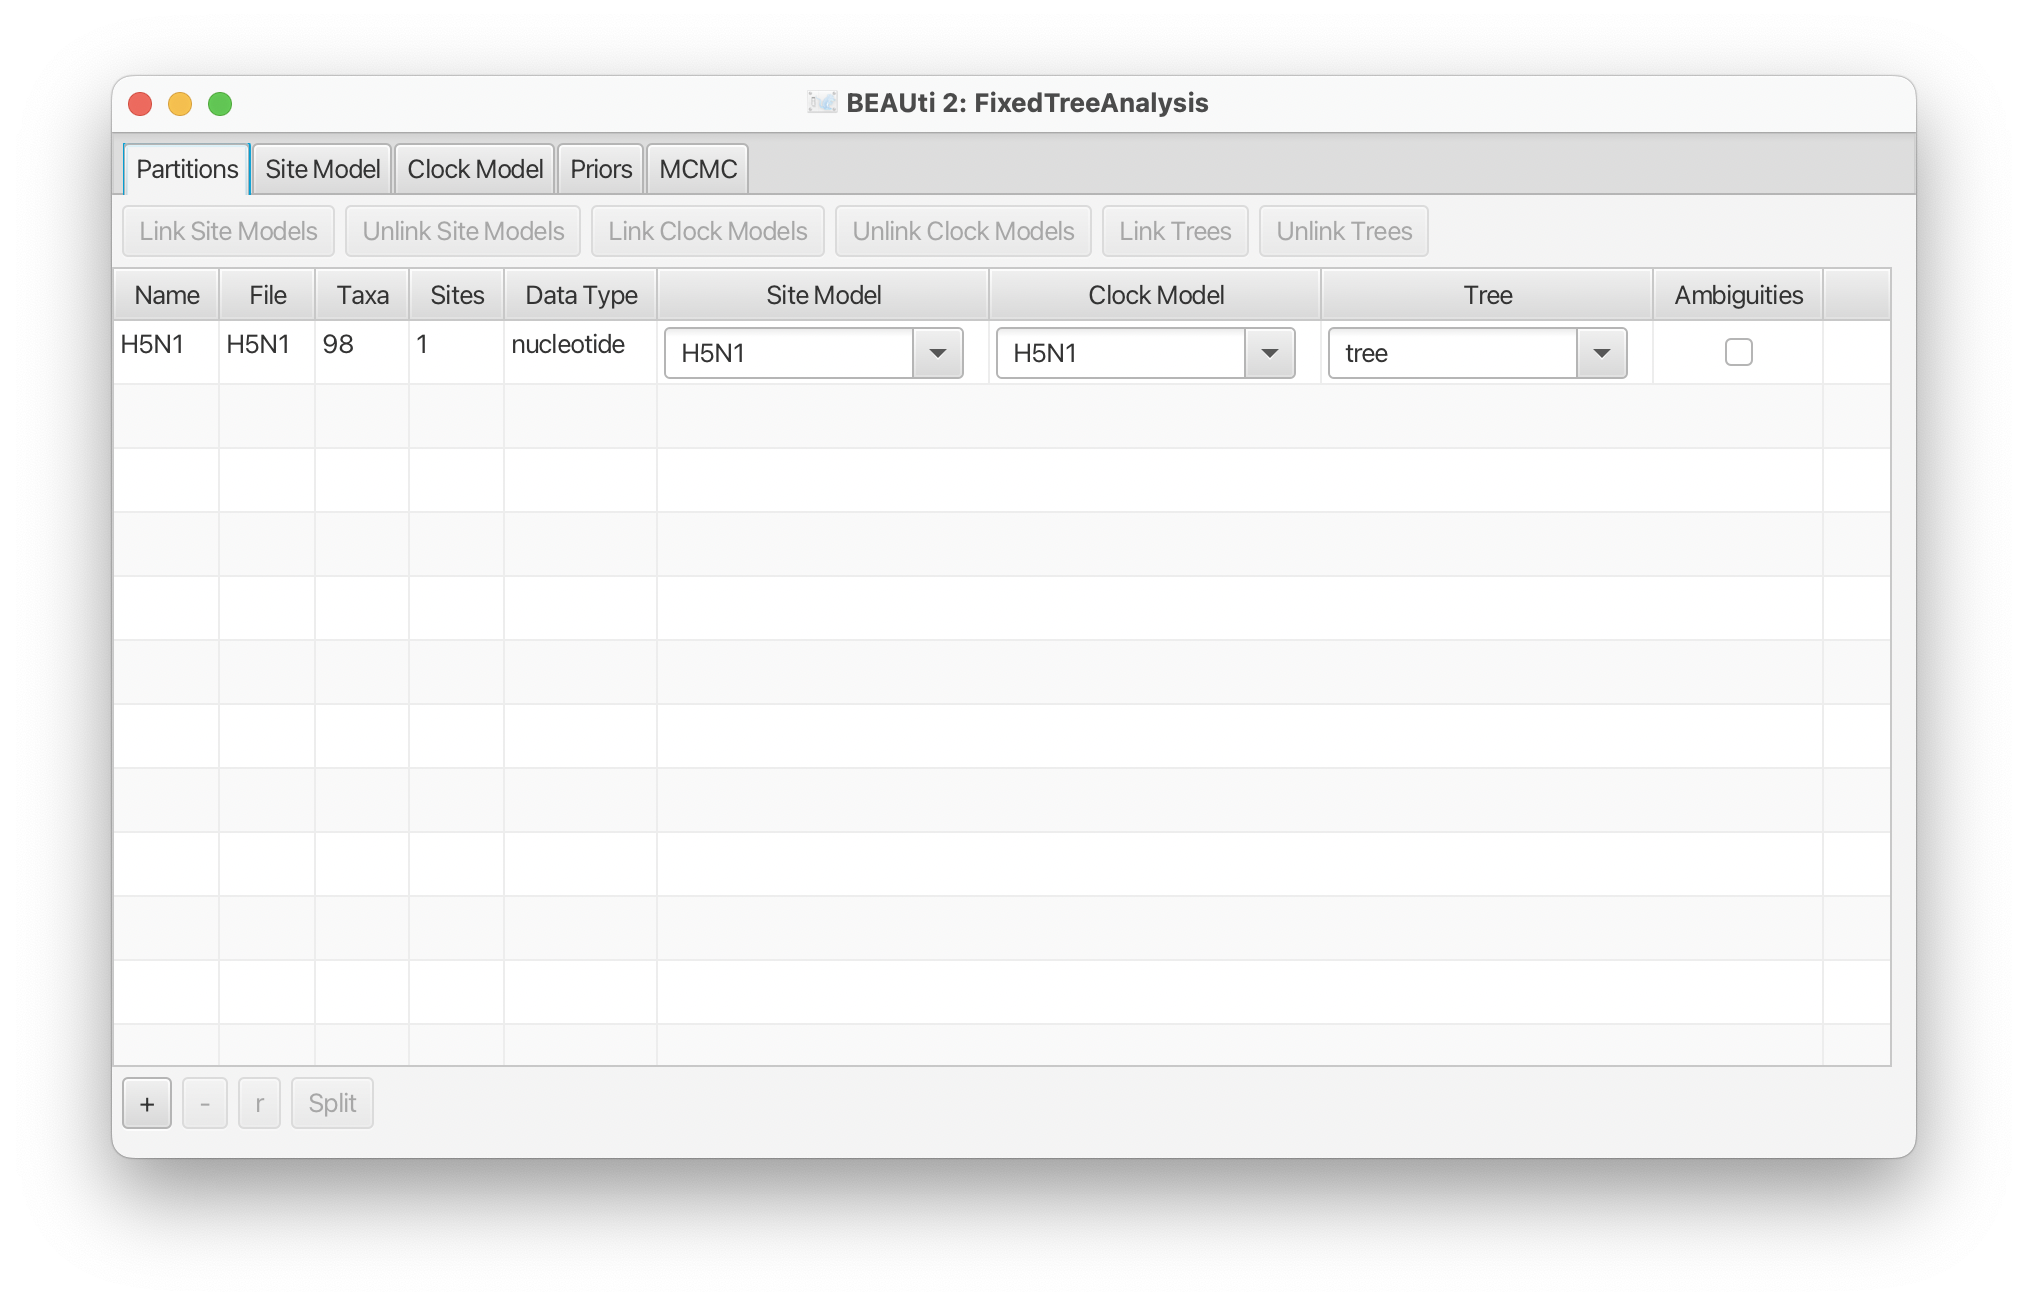 BEAUti 2: FixedTreeAnalysis
Partitions Site Model Clock Model Priors MCMC
Link Site Models Unlink Site Models Link Clock Models Unlink Clock Models Link Trees Unlink Trees
Name File Taxa Sites Data Type Site Model Clock Model Tree Ambiguities
H5N1 H5N1 98 1 nucleotide H5N1 H5N1 tree
+ - r Split